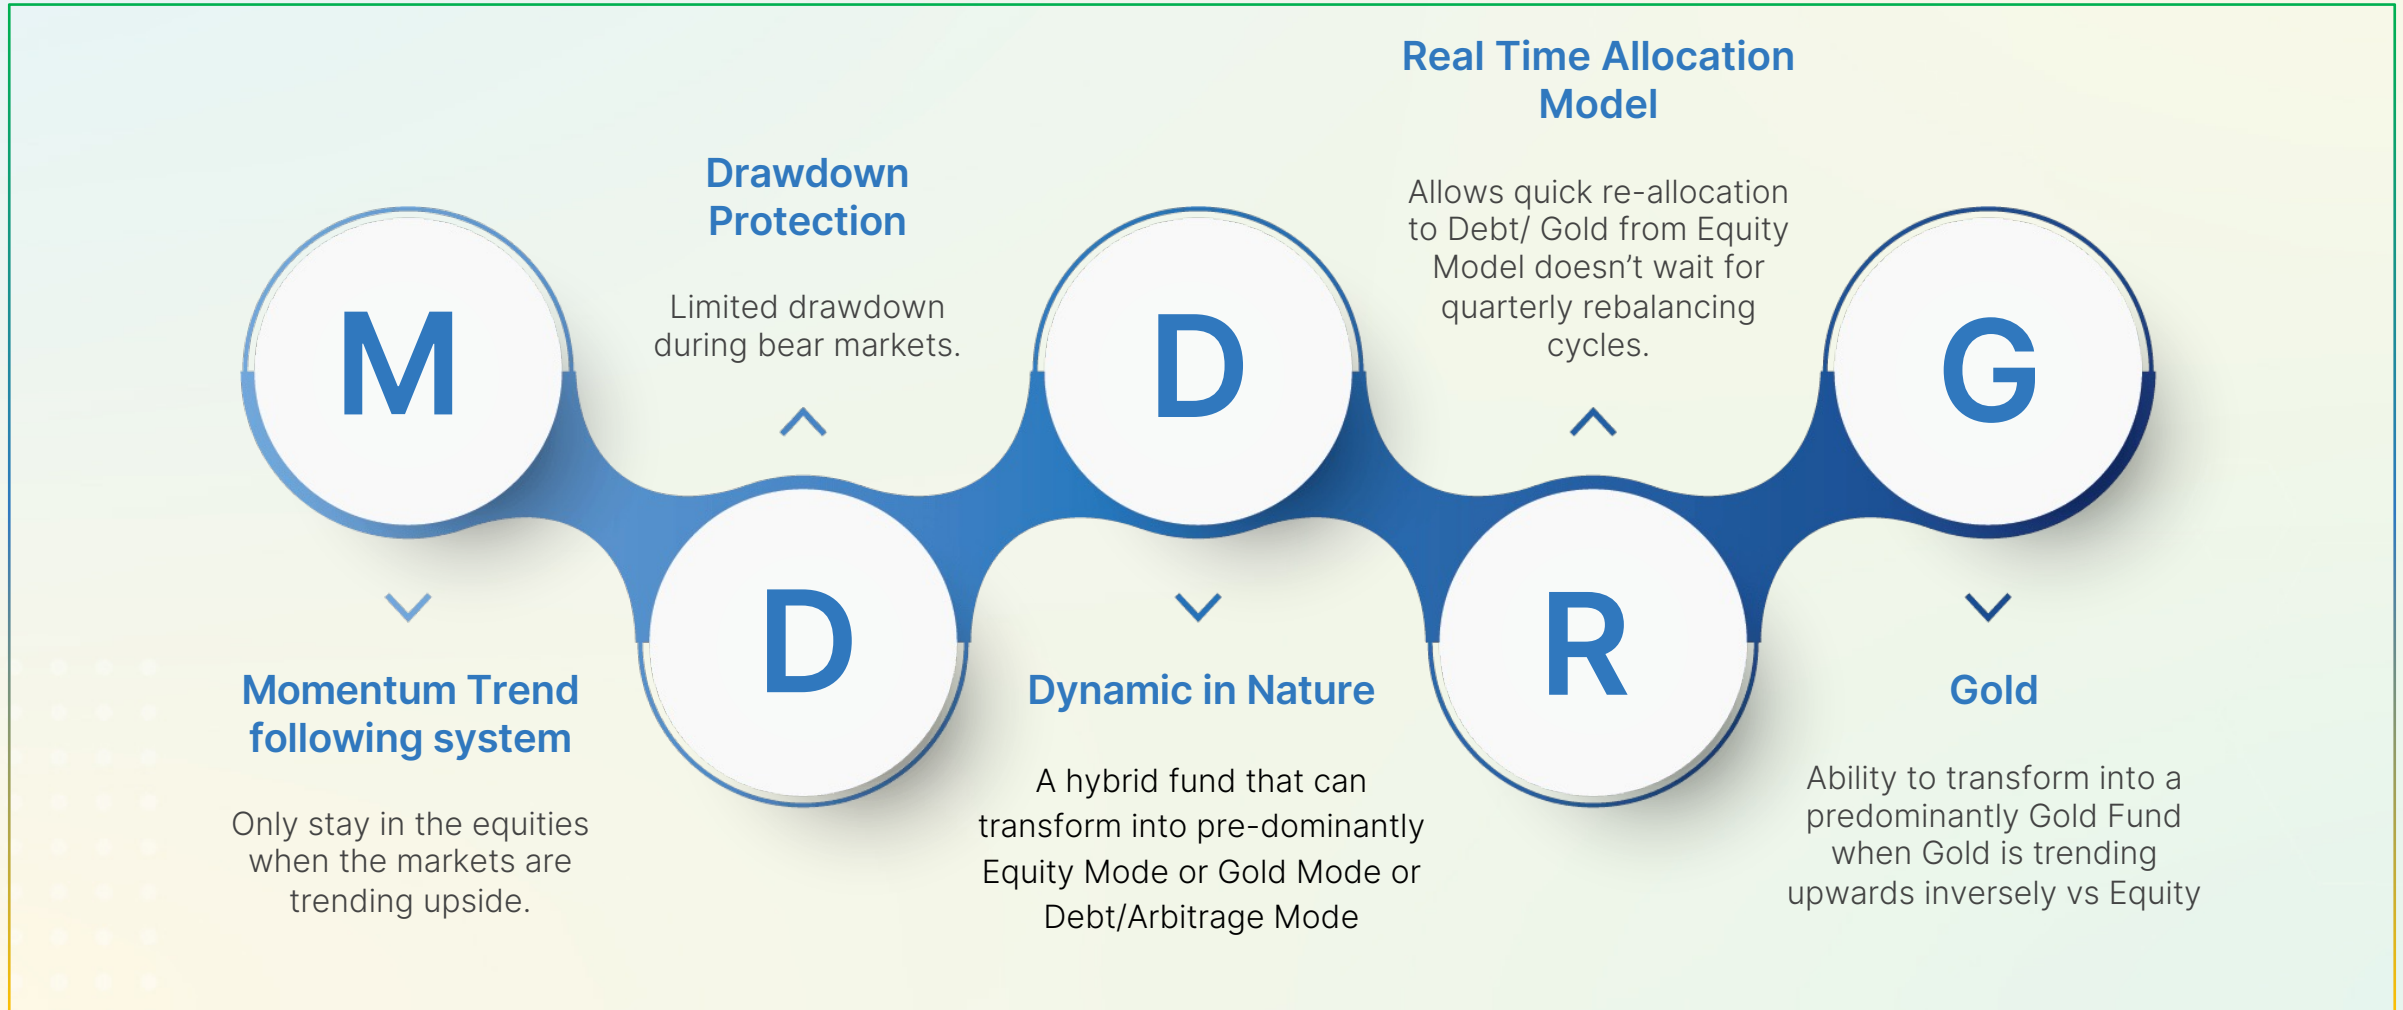 M
Momentum Trend
following system
Only stay in the equities
when the markets are
trending upside.
Drawdown
Protection
Limited drawdown
during bear markets.
D
D
Dynamic in Nature
A hybrid fund that can
transform into pre-dominantly
Equity Mode or Gold Mode or
Debt/Arbitrage Mode
Real Time Allocation
Model
Allows quick re-allocation
to Debt/ Gold from Equity
Model doesn’t wait for
quarterly rebalancing
cycles.
R
G
Gold
Ability to transform into a
predominantly Gold Fund
when Gold is trending
upwards inversely vs Equity